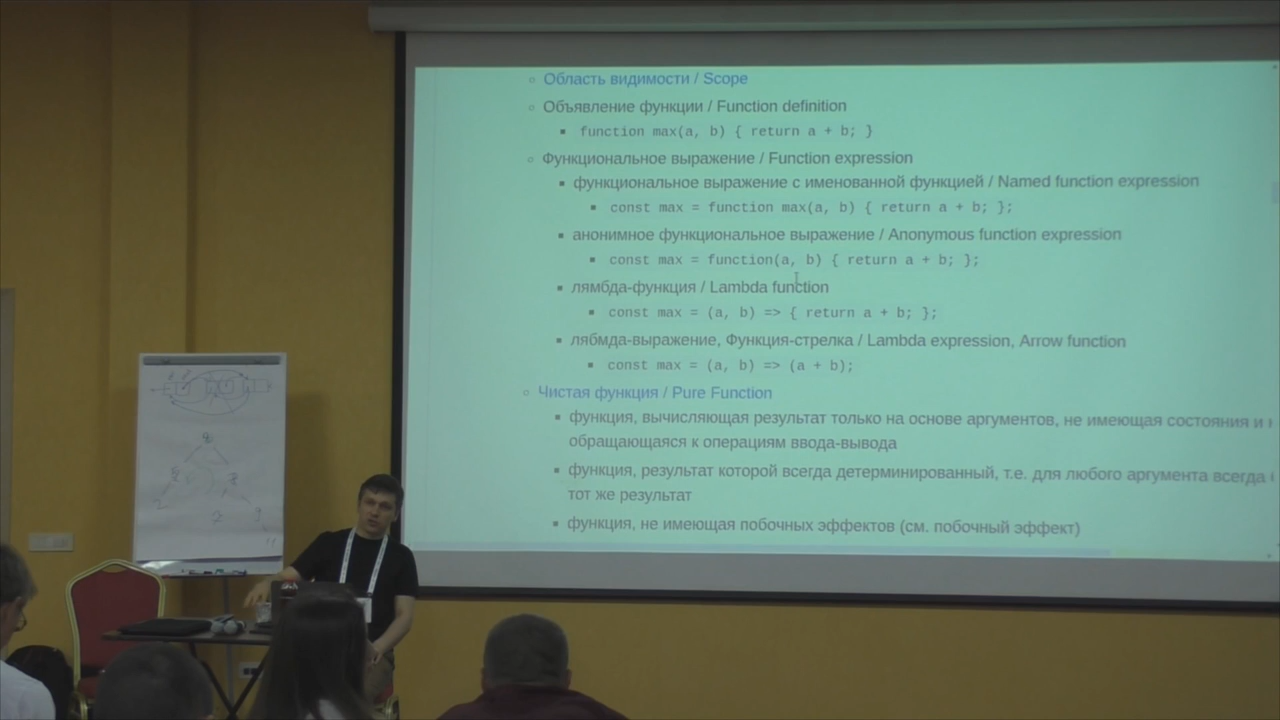 Область видимости / Scope
Объявление функции / Function definition
function max(a, b) { return a + b; }
Функциональное выражение / Function expression
функциональное выражение с именованной функцией / Named function expression
const max = function max(a, b) { return a + b; };
анонимное функциональное выражение / Anonymous function expression
const max = function(a, b) { return a + b; };
лямбда-функция / Lambda function
const max = (a, b) => { return a + b; };
лябмда-выражение, Функция-стрелка / Lambda expression, Arrow function
const max = (a, b) => (a + b);
Чистая функция / Pure Function
функция, вычисляющая результат только на основе аргументов, не имеющая состояния и
обращающаяся к операциям ввода-вывода
функция, результат которой всегда детерминированный, т.е. для любого аргумента всегда
тот же результат
функция, не имеющая побочных эффектов (см. побочный эффект)